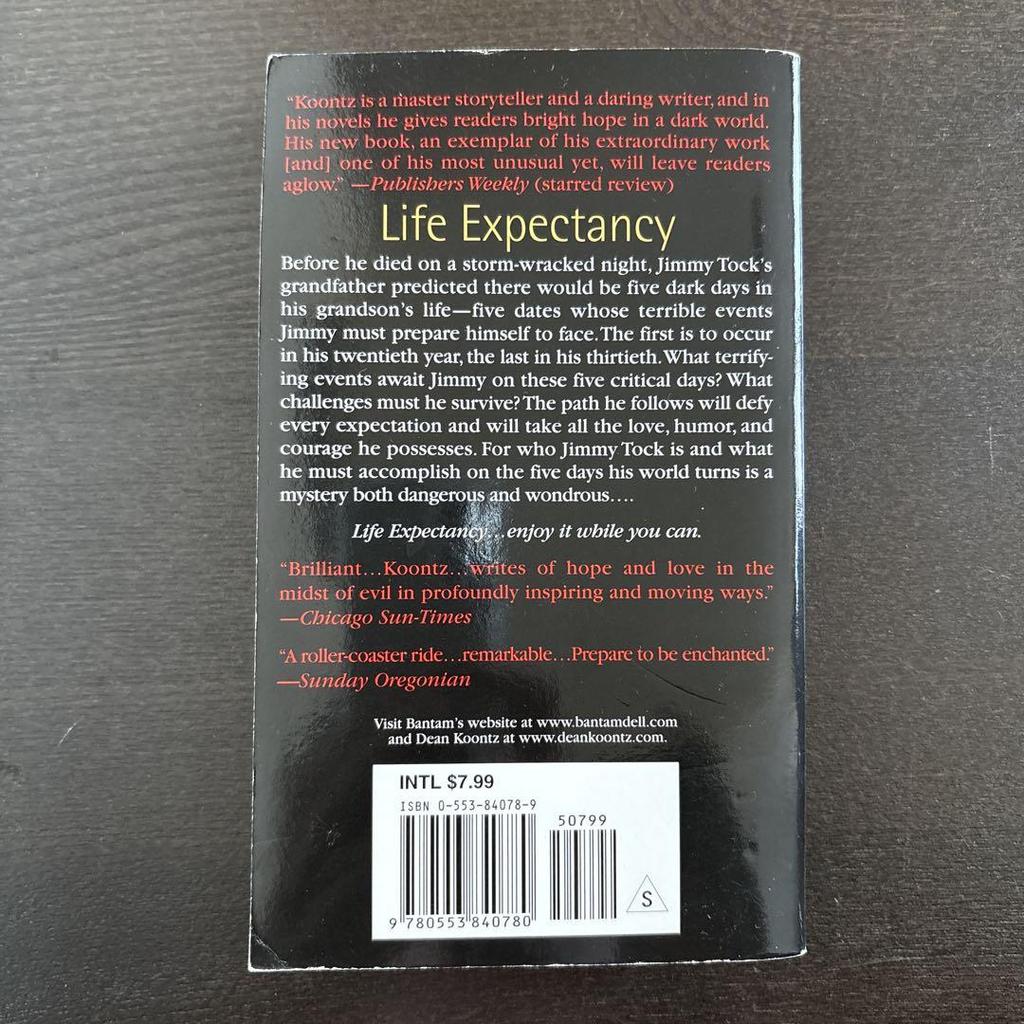 “Koontz is a master storyteller and a daring writer, and in
his novels he gives readers bright hope in a dark world.
His new book, an exemplar of his extraordinary work
[and] one of his most unusual yet, will leave readers
aglow.” —Publishers Weekly (starred review)
Life Expectancy
Before he died on a storm-wracked night, Jimmy Tock’s
grandfather predicted there would be five dark days in
his grandson’s life—five dates whose terrible events
Jimmy must prepare himself to face. The first is to occur
in his twentieth year, the last in his thirtieth. What terrify-
ing events await Jimmy on these five critical days? What
challenges must he survive? The path he follows will defy
every expectation and will take all the love, humor, and
courage he possesses. For who Jimmy Tock is and what
he must accomplish on the five days his world turns is a
mystery both dangerous and wondrous....
Life Expectancy...enjoy it while you can.
“Brilliant...Koontz...writes of hope and love in the
midst of evil in profoundly inspiring and moving ways.”
—Chicago Sun-Times
“A roller-coaster ride...remarkable...Prepare to be enchanted.”
—Sunday Oregonian
Visit Bantam’s website at www.bantamdell.com
and Dean Koontz at www.deankoontz.com.
INTL $7.99
ISBN 0-553-84078-9
50799
9 780553 840780
S